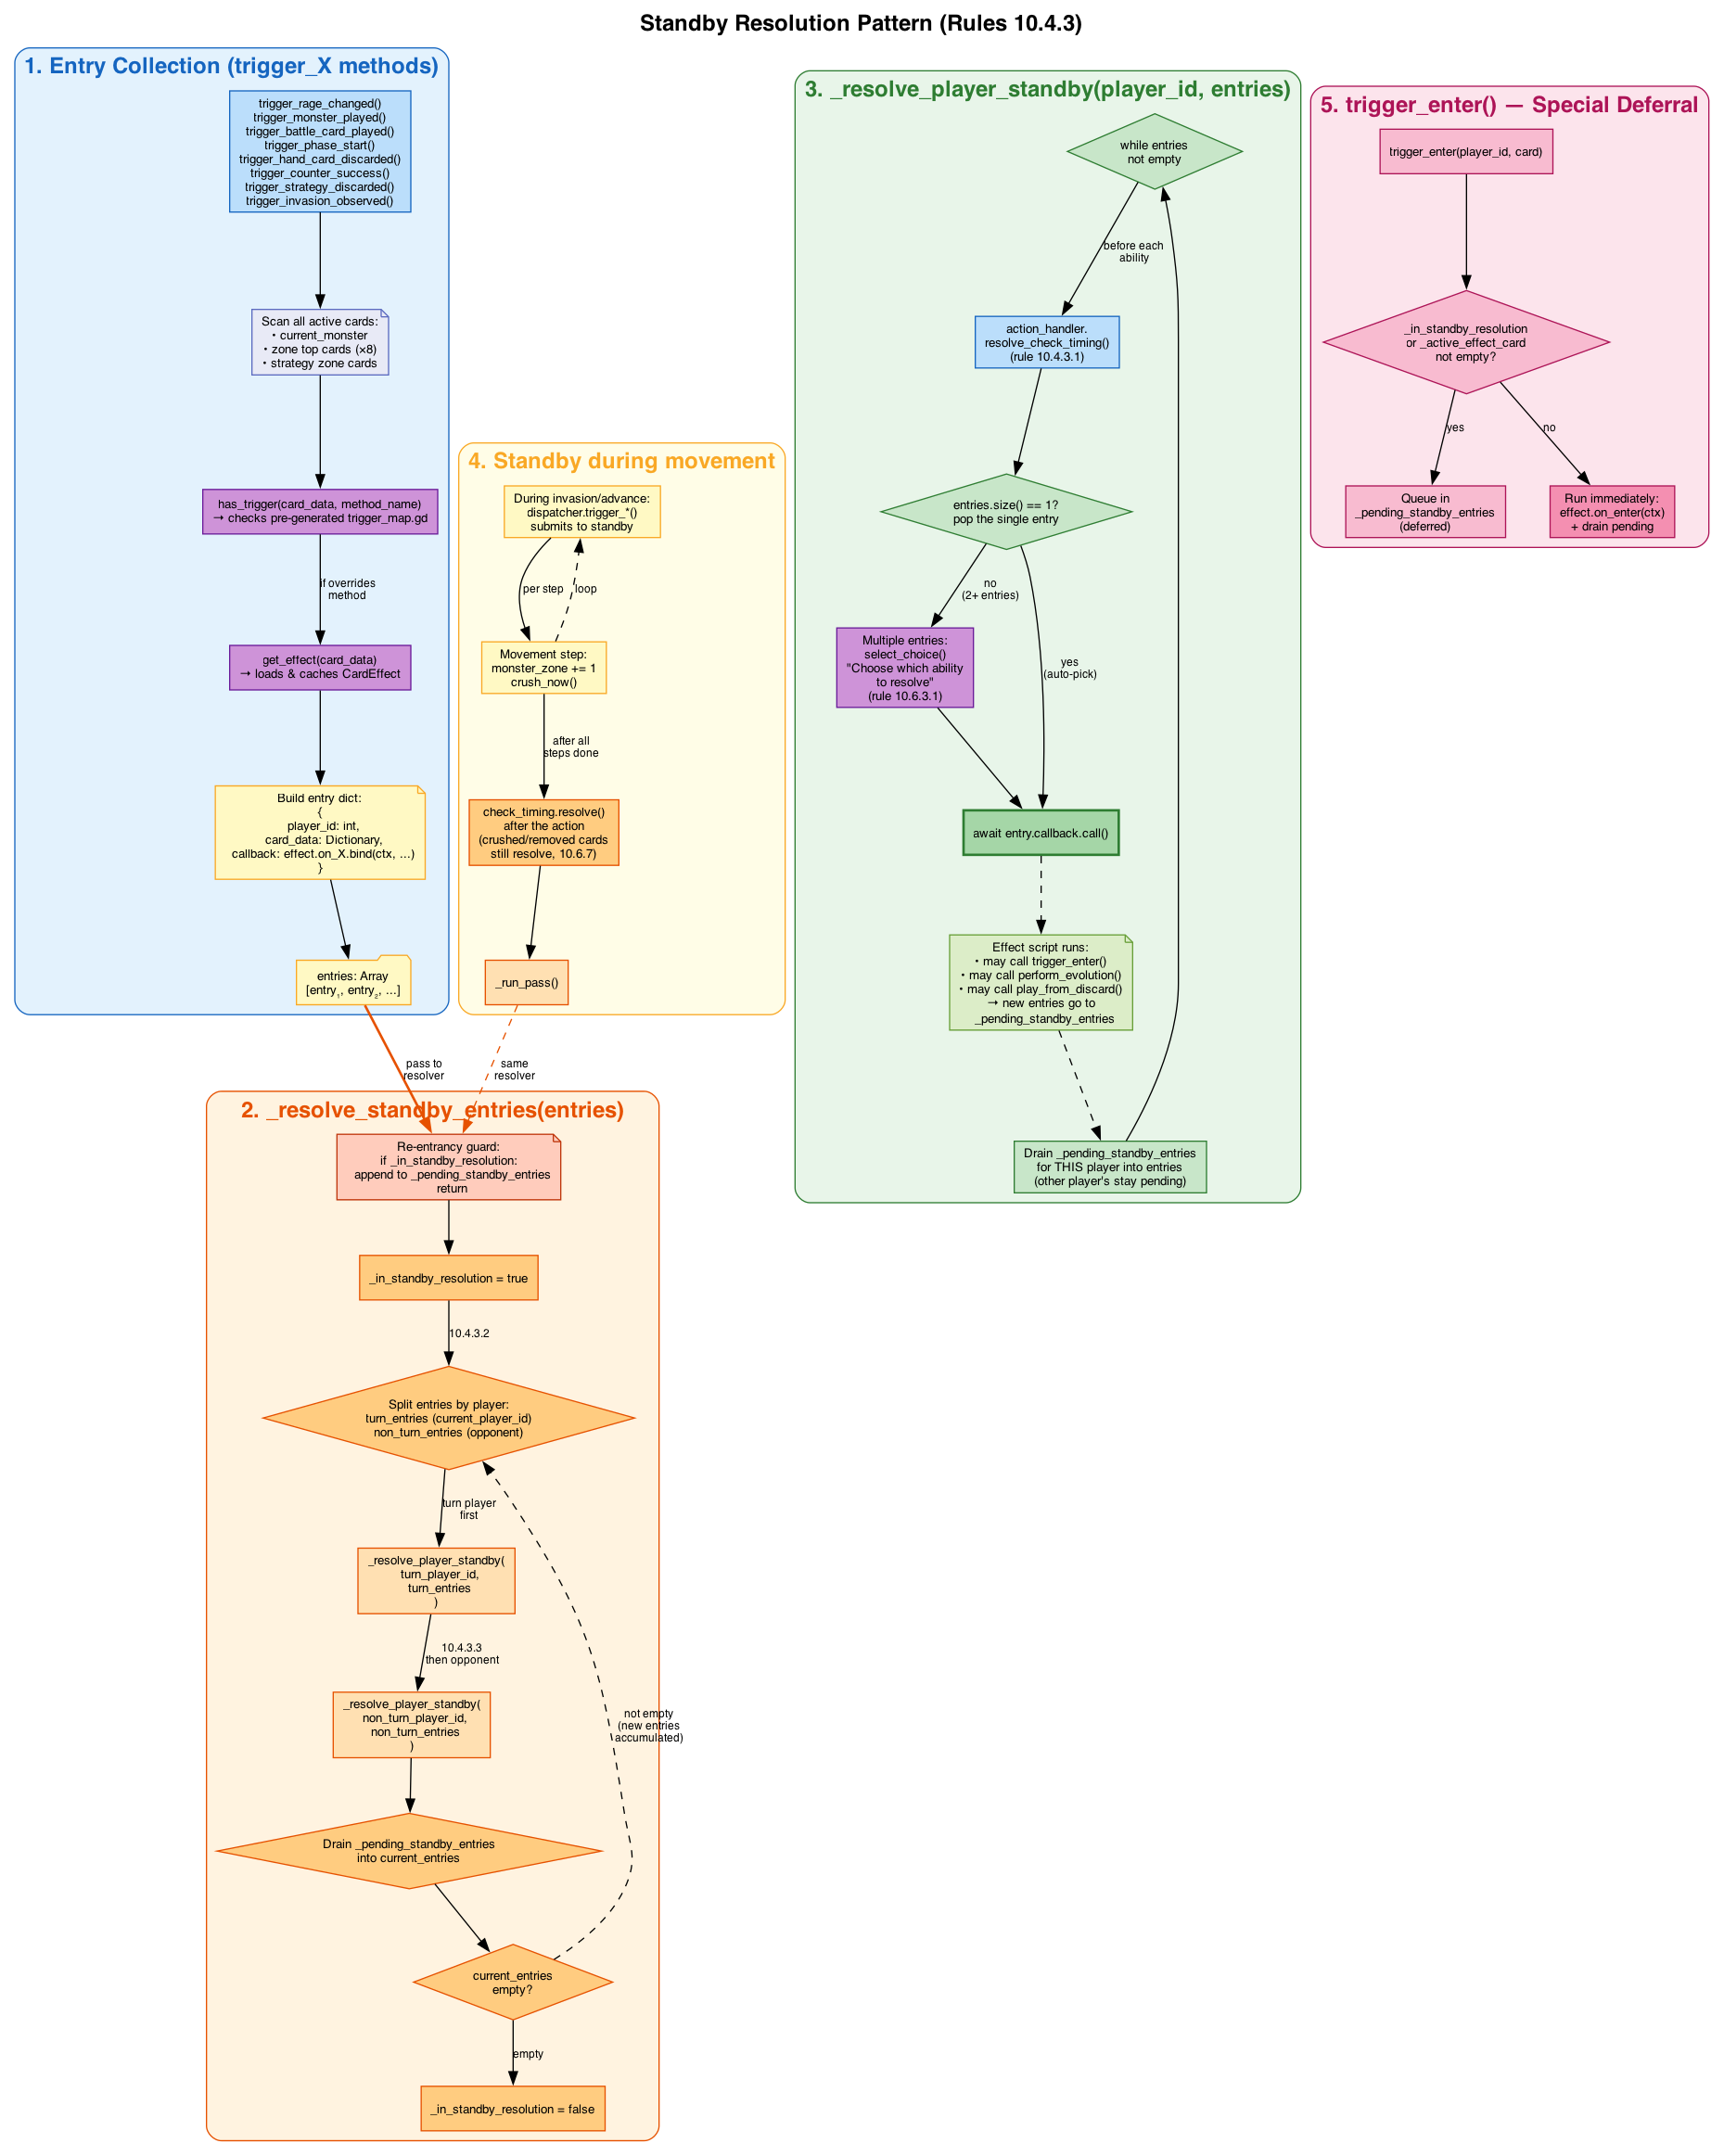 Standby Resolution Pattern (Rules 10.4.3)
1. Entry Collection (trigger_X methods)
trigger_rage_changed()
trigger_monster_played()
trigger_battle_card_played()
trigger_phase_start()
trigger_hand_card_discarded()
trigger_counter_success()
trigger_strategy_discarded()
trigger_invasion_observed()
Scan all active cards:
• current_monster
• zone top cards (×8)
• strategy zone cards
has_trigger(card_data, method_name)
→ checks pre-generated trigger_map.gd
if overrides
method
get_effect(card_data)
→ loads & caches CardEffect
Build entry dict:
{
player_id: int,
card_data: Dictionary,
callback: effect.on_X.bind(ctx, ...)
}
entries: Array
[entry₁, entry₂, ...]
pass to
resolver
4. Standby during movement
During invasion/advance:
dispatcher.trigger_*()
submits to standby
per step
loop
Movement step:
monster_zone += 1
crush_now()
after all
steps done
check_timing.resolve()
after the action
(crushed/removed cards
still resolve, 10.6.7)
_run_pass()
same
resolver
2. _resolve_standby_entries(entries)
Re-entrancy guard:
if _in_standby_resolution:
append to _pending_standby_entries
return
_in_standby_resolution = true
10.4.3.2
Split entries by player:
turn_entries (current_player_id)
non_turn_entries (opponent)
turn player
first
_resolve_player_standby(
turn_player_id,
turn_entries
)
10.4.3.3
then opponent
_resolve_player_standby(
non_turn_player_id,
non_turn_entries
)
not empty
(new entries
accumulated)
Drain _pending_standby_entries
into current_entries
current_entries
empty?
empty
_in_standby_resolution = false
3. _resolve_player_standby(player_id, entries)
while entries
not empty
before each
ability
action_handler.
resolve_check_timing()
(rule 10.4.3.1)
entries.size() == 1?
pop the single entry
no
(2+ entries)
yes
(auto-pick)
Multiple entries:
select_choice()
"Choose which ability
to resolve"
(rule 10.6.3.1)
await entry.callback.call()
Effect script runs:
• may call trigger_enter()
• may call perform_evolution()
• may call play_from_discard()
→ new entries go to
_pending_standby_entries
Drain _pending_standby_entries
for THIS player into entries
(other player's stay pending)
5. trigger_enter() — Special Deferral
trigger_enter(player_id, card)
_in_standby_resolution
or _active_effect_card
not empty?
yes
no
Queue in
_pending_standby_entries
(deferred)
Run immediately:
effect.on_enter(ctx)
+ drain pending